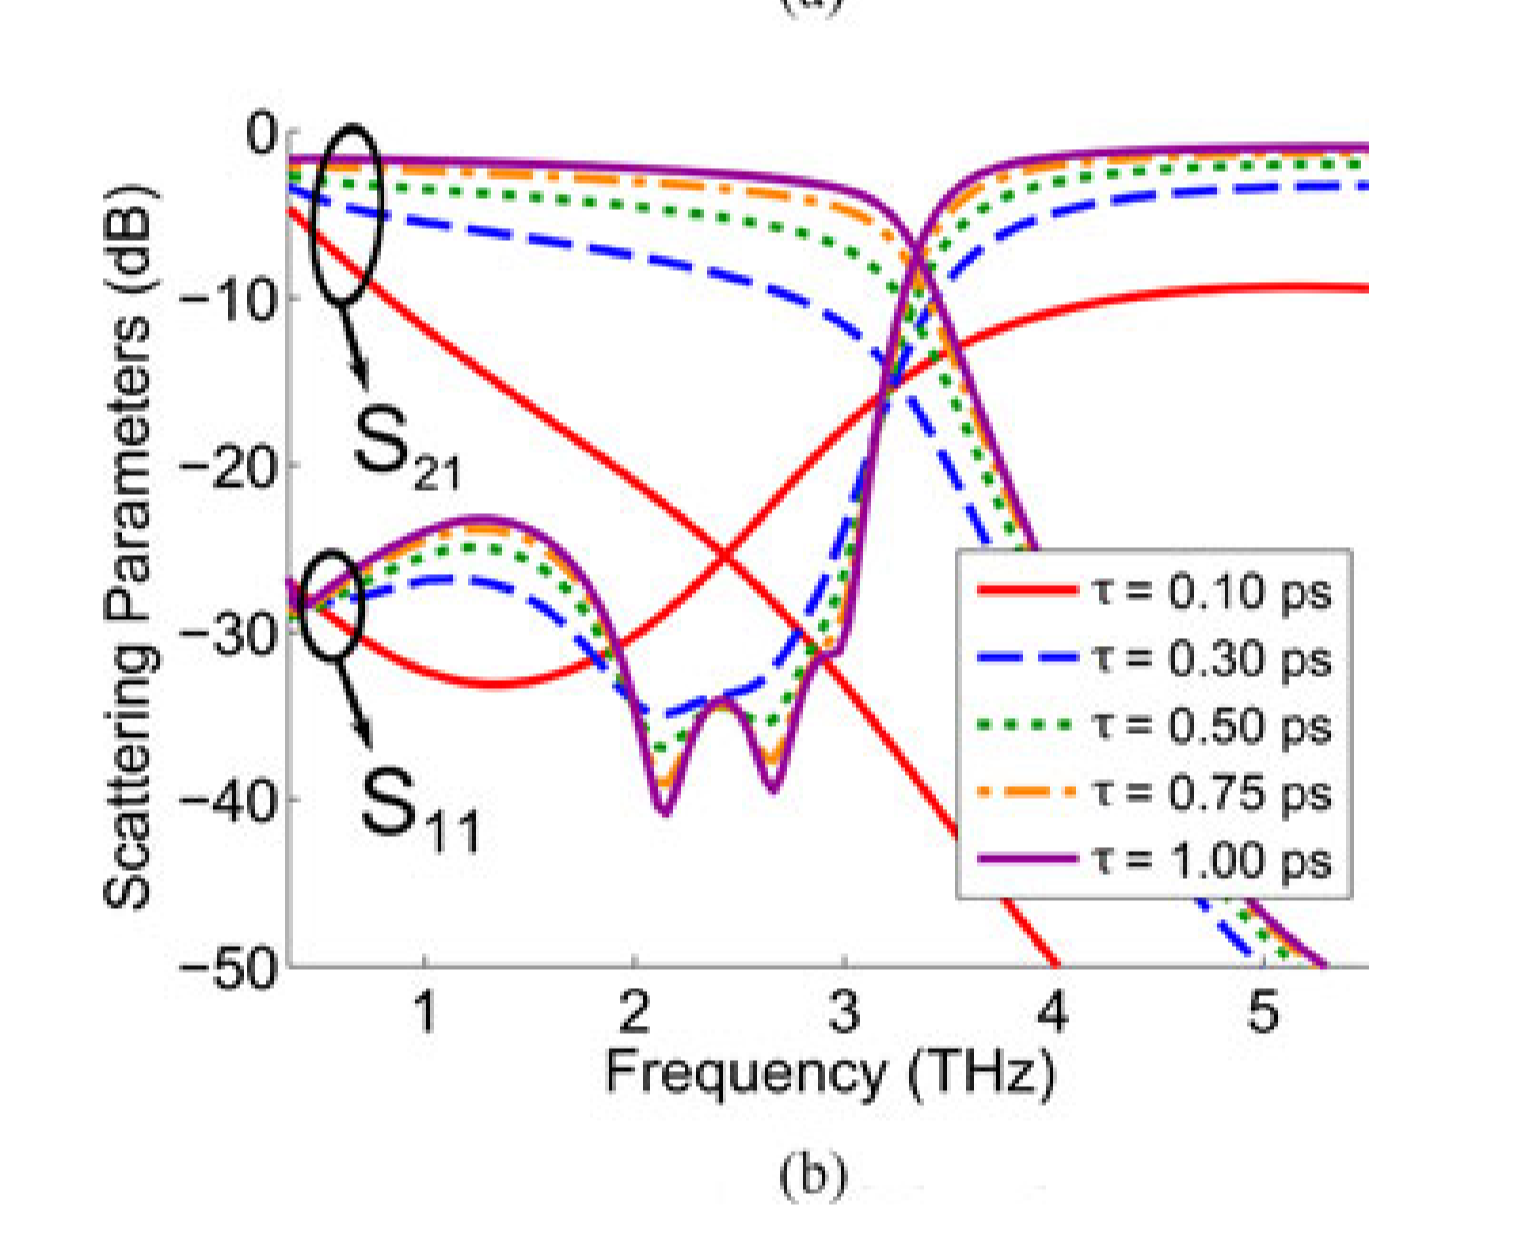 (a)
0
−10
−20
−30
−40
−50
Scattering Parameters (dB)
S21
S11
τ = 0.10 ps
τ = 0.30 ps
τ = 0.50 ps
τ = 0.75 ps
τ = 1.00 ps
1 2 3 4 5
Frequency (THz)
(b)